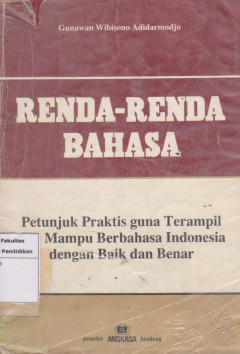 Gunawan Wibisono Adidarmodjo
RENDA-RENDA
BAHASA
Petunjuk Praktis guna Terampil
Mampu Berbahasa Indonesia
dengan Baik dan Benar
Fakultas
Pendidikan
penerbit ANGKASA bandung